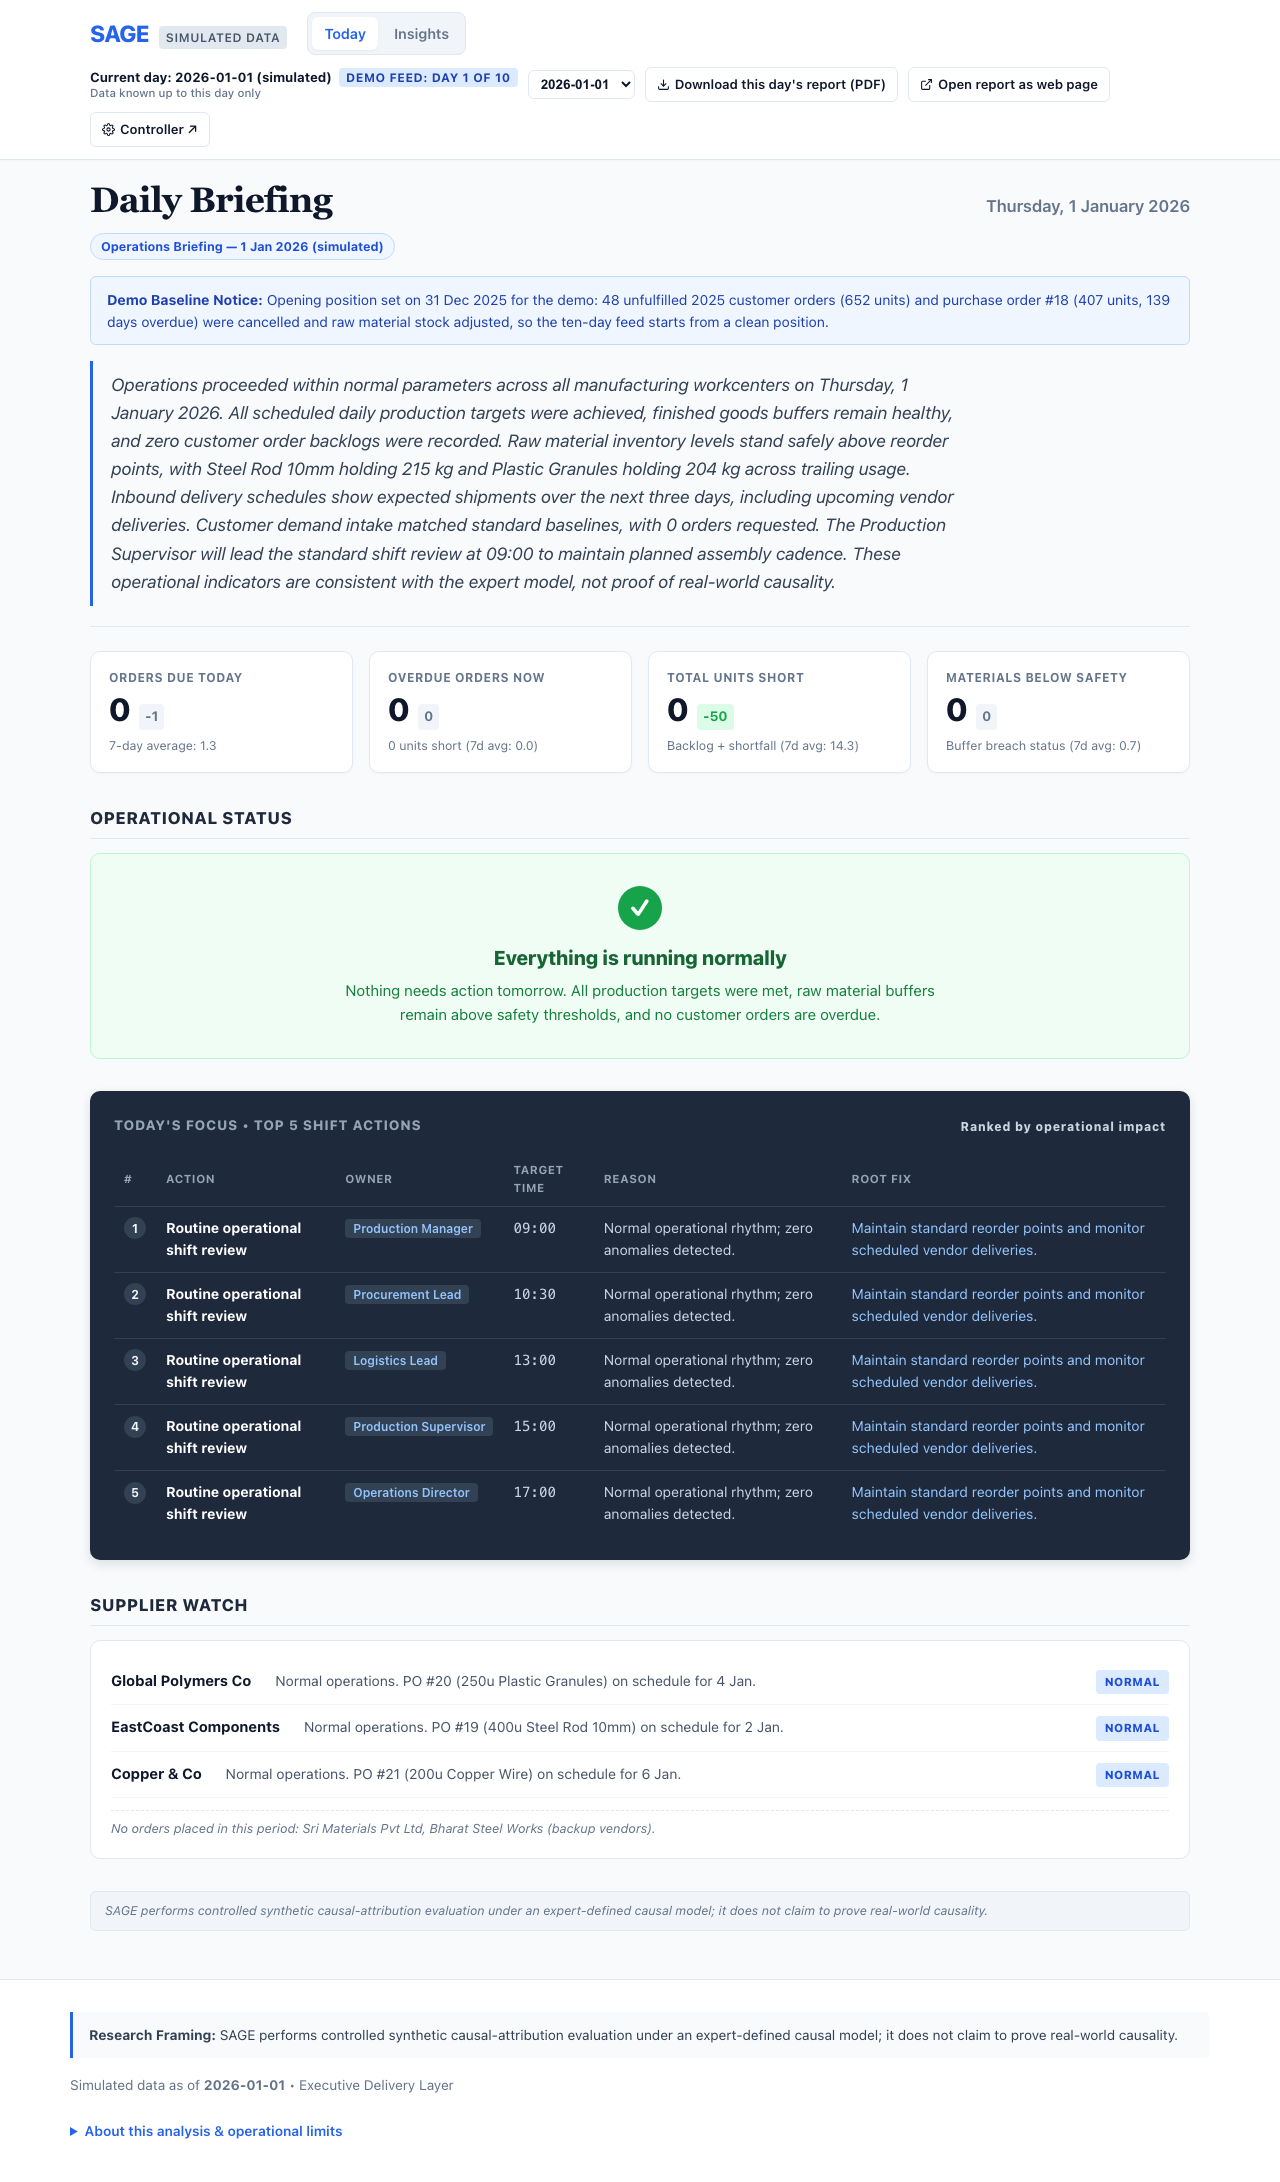 SAGE SIMULATED DATA Today Insights
Current day: 2026-01-01 (simulated) DEMO FEED: DAY 1 OF 10
Data known up to this day only
2026-01-01 Download this day's report (PDF) Open report as web page
Controller ↗
Daily Briefing
Thursday, 1 January 2026
Operations Briefing — 1 Jan 2026 (simulated)
Demo Baseline Notice: Opening position set on 31 Dec 2025 for the demo: 48 unfulfilled 2025 customer orders (652 units) and purchase order #18 (407 units, 139
days overdue) were cancelled and raw material stock adjusted, so the ten-day feed starts from a clean position.
Operations proceeded within normal parameters across all manufacturing workcenters on Thursday, 1
January 2026. All scheduled daily production targets were achieved, finished goods buffers remain healthy,
and zero customer order backlogs were recorded. Raw material inventory levels stand safely above reorder
points, with Steel Rod 10mm holding 215 kg and Plastic Granules holding 204 kg across trailing usage.
Inbound delivery schedules show expected shipments over the next three days, including upcoming vendor
deliveries. Customer demand intake matched standard baselines, with 0 orders requested. The Production
Supervisor will lead the standard shift review at 09:00 to maintain planned assembly cadence. These
operational indicators are consistent with the expert model, not proof of real-world causality.
ORDERS DUE TODAY
0 -1
7-day average: 1.3
OVERDUE ORDERS NOW
0 0
0 units short (7d avg: 0.0)
TOTAL UNITS SHORT
0 -50
Backlog + shortfall (7d avg: 14.3)
MATERIALS BELOW SAFETY
0 0
Buffer breach status (7d avg: 0.7)
OPERATIONAL STATUS
Everything is running normally
Nothing needs action tomorrow. All production targets were met, raw material buffers
remain above safety thresholds, and no customer orders are overdue.
TODAY'S FOCUS • TOP 5 SHIFT ACTIONS
Ranked by operational impact
# ACTION OWNER TARGET TIME REASON ROOT FIX
1 Routine operational shift review Production Manager 09:00 Normal operational rhythm; zero anomalies detected. Maintain standard reorder points and monitor scheduled vendor deliveries.
2 Routine operational shift review Procurement Lead 10:30 Normal operational rhythm; zero anomalies detected. Maintain standard reorder points and monitor scheduled vendor deliveries.
3 Routine operational shift review Logistics Lead 13:00 Normal operational rhythm; zero anomalies detected. Maintain standard reorder points and monitor scheduled vendor deliveries.
4 Routine operational shift review Production Supervisor 15:00 Normal operational rhythm; zero anomalies detected. Maintain standard reorder points and monitor scheduled vendor deliveries.
5 Routine operational shift review Operations Director 17:00 Normal operational rhythm; zero anomalies detected. Maintain standard reorder points and monitor scheduled vendor deliveries.
SUPPLIER WATCH
Global Polymers Co Normal operations. PO #20 (250u Plastic Granules) on schedule for 4 Jan. NORMAL
EastCoast Components Normal operations. PO #19 (400u Steel Rod 10mm) on schedule for 2 Jan. NORMAL
Copper & Co Normal operations. PO #21 (200u Copper Wire) on schedule for 6 Jan. NORMAL
No orders placed in this period: Sri Materials Pvt Ltd, Bharat Steel Works (backup vendors).
SAGE performs controlled synthetic causal-attribution evaluation under an expert-defined causal model; it does not claim to prove real-world causality.
Research Framing: SAGE performs controlled synthetic causal-attribution evaluation under an expert-defined causal model; it does not claim to prove real-world causality.
Simulated data as of 2026-01-01 • Executive Delivery Layer
▶ About this analysis & operational limits